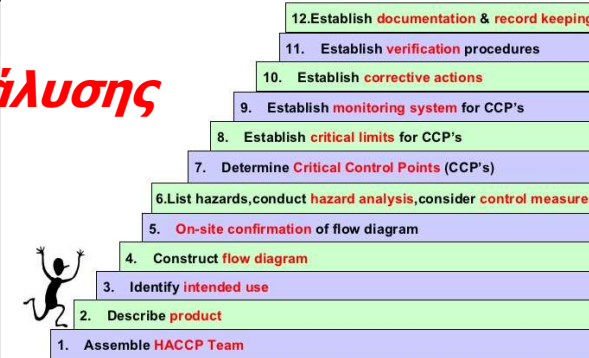 12.Establish documentation & record keeping
11. Establish verification procedures
10. Establish corrective actions
άλυσης
9. Establish monitoring system for CCP's
8. Establish critical limits for CCP's
7. Determine Critical Control Points (CCP's)
6.List hazards,conduct hazard analysis,consider control measure
5. On-site confirmation of flow diagram
4. Construct flow diagram
3. Identify intended use
2. Describe product
1. Assemble HACCP Team